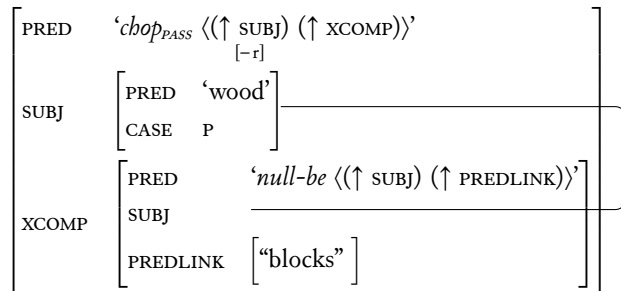 PRED ‘chopPASS ⟨(↑ SUBJ) (↑ XCOMP)⟩’
[−r]
SUBJ
PRED ‘wood’
CASE P
XCOMP
PRED ‘null-be ⟨(↑ SUBJ) (↑ PREDLINK)⟩’
SUBJ
PREDLINK [“blocks” ]